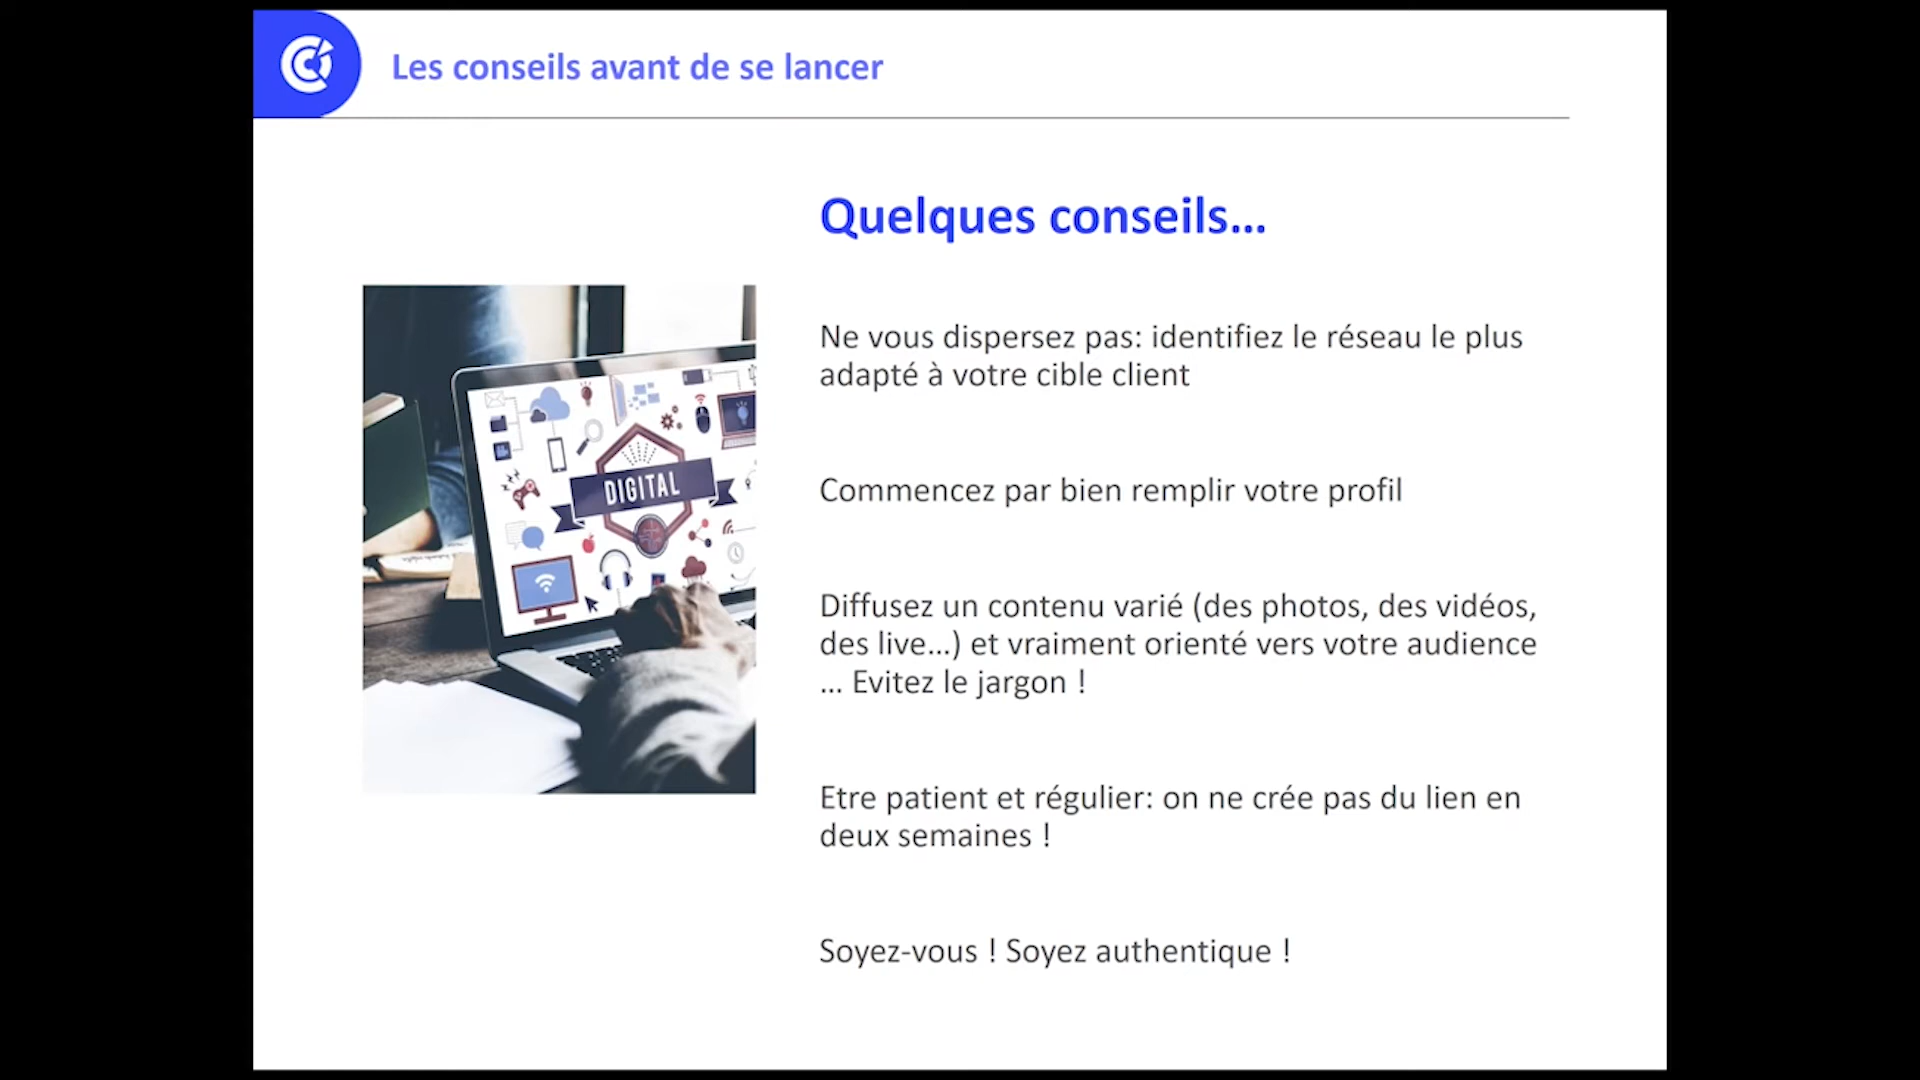 Les conseils avant de se lancer
Quelques conseils...
Ne vous dispersez pas: identifiez le réseau le plus
adapté à votre cible client
DIGITAL
Commencez par bien remplir votre profil
Diffusez un contenu varié (des photos, des vidéos,
des live...) et vraiment orienté vers votre audience
... Evitez le jargon !
Etre patient et régulier: on ne crée pas du lien en
deux semaines !
Soyez-vous ! Soyez authentique !